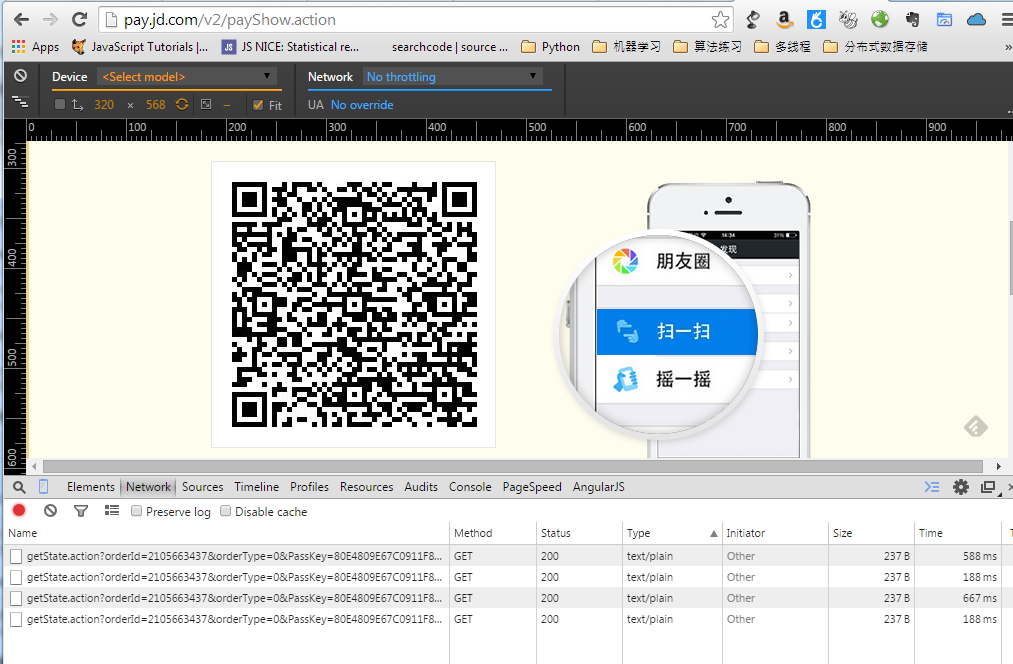 pay.jd.com/v2/payShow.action
Apps JavaScript Tutorials |... JS JS NICE: Statistical re... searchcode | source ... Python 机器学习 算法练习 多线程 分布式数据存储 »
Device <Select model> Network No throttling
320 × 568 Fit UA No override
0 100 200 300 400 500 600 700 800 900
300
400
500
600
14:34 31%
发现
朋友圈
扫一扫
摇一摇
Elements Network Sources Timeline Profiles Resources Audits Console PageSpeed AngularJS
Preserve log Disable cache
Name Method Status Type Initiator Size Time
getState.action?orderId=2105663437&orderType=0&PassKey=80E4809E67C0911F8... GET 200 text/plain Other 237 B 588 ms
getState.action?orderId=2105663437&orderType=0&PassKey=80E4809E67C0911F8... GET 200 text/plain Other 237 B 188 ms
getState.action?orderId=2105663437&orderType=0&PassKey=80E4809E67C0911F8... GET 200 text/plain Other 237 B 667 ms
getState.action?orderId=2105663437&orderType=0&PassKey=80E4809E67C0911F8... GET 200 text/plain Other 237 B 188 ms